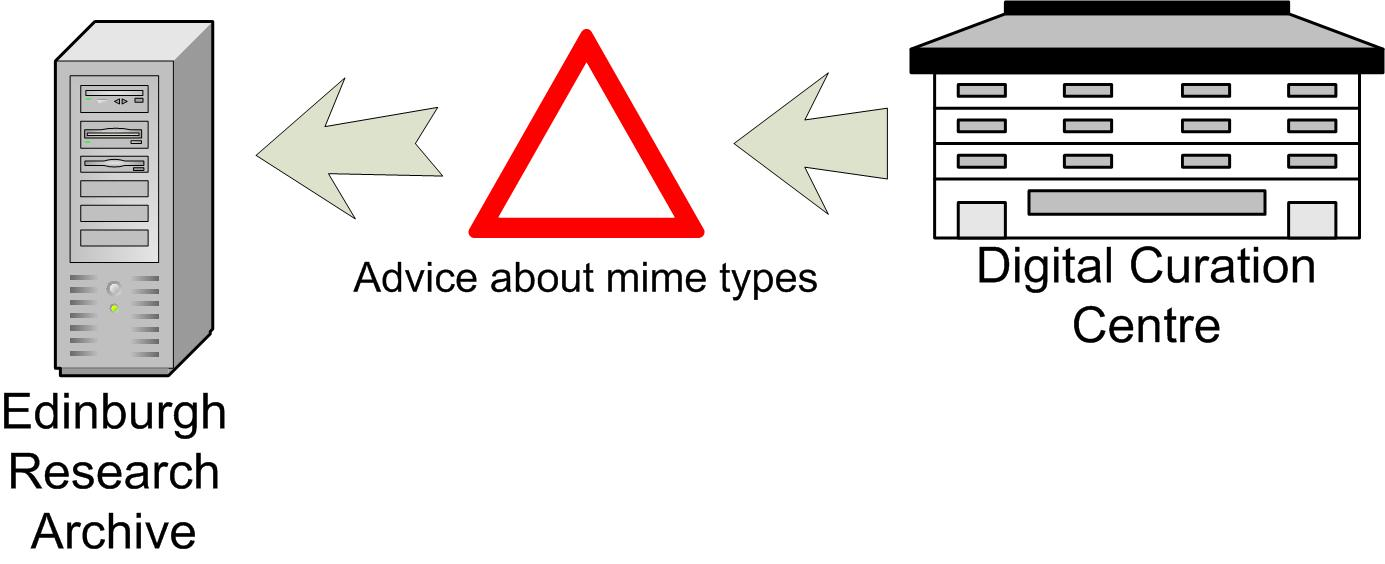 Advice about mime types
Digital Curation
Centre
Edinburgh
Research
Archive